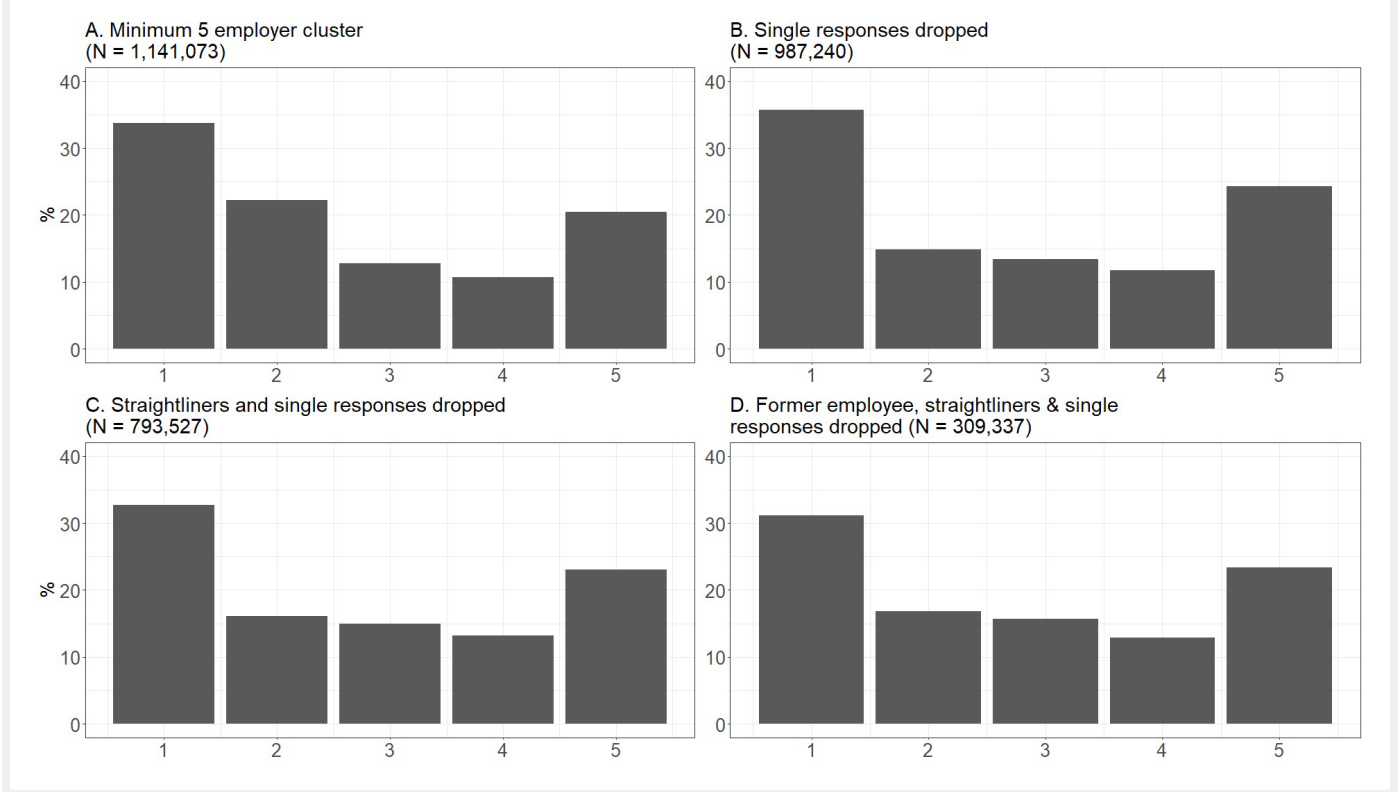 A. Minimum 5 employer cluster
(N = 1,141,073)
40
30
20
10
0
%
1 2 3 4 5
B. Single responses dropped
(N = 987,240)
40
30
20
10
0
1 2 3 4 5
C. Straightliners and single responses dropped
(N = 793,527)
40
30
20
10
0
%
1 2 3 4 5
D. Former employee, straightliners & single
responses dropped (N = 309,337)
40
30
20
10
0
1 2 3 4 5